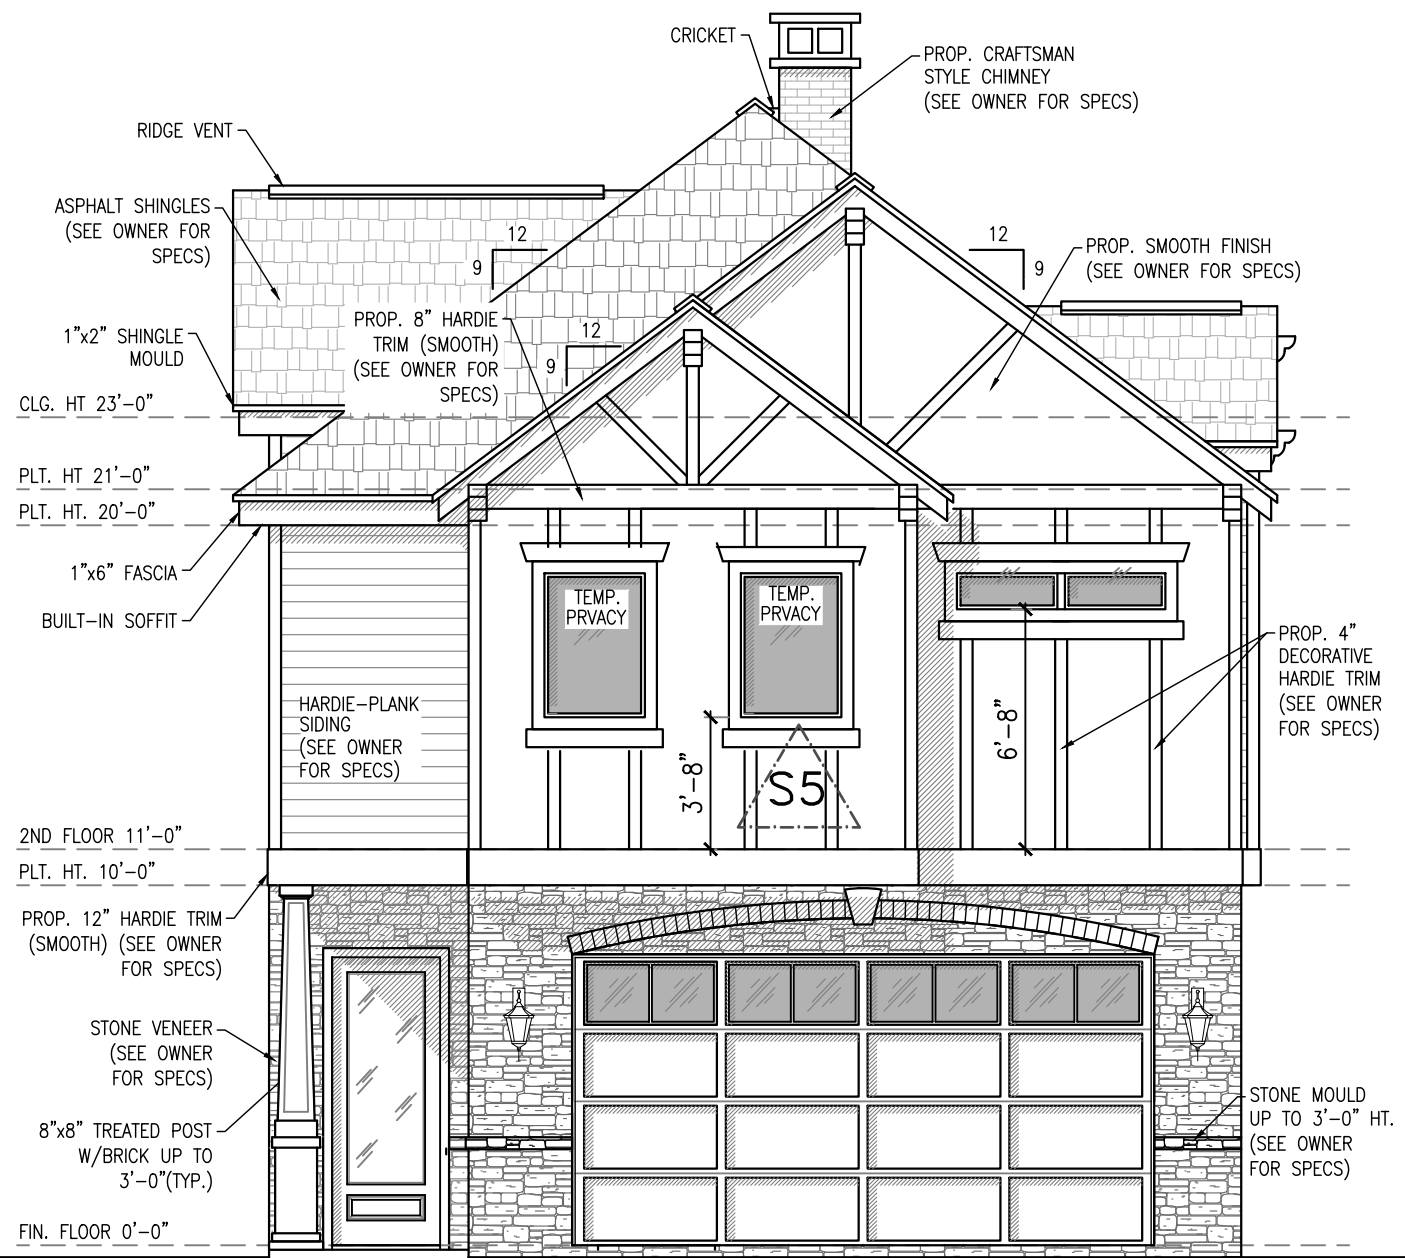 CRICKET
PROP. CRAFTSMAN
STYLE CHIMNEY
(SEE OWNER FOR SPECS)
RIDGE VENT
ASPHALT SHINGLES
(SEE OWNER FOR
SPECS)
12
9
12
9
PROP. SMOOTH FINISH
(SEE OWNER FOR SPECS)
1"x2" SHINGLE
MOULD
PROP. 8" HARDIE
TRIM (SMOOTH)
(SEE OWNER FOR
SPECS)
12
9
CLG. HT 23'-0"
PLT. HT 21'-0"
PLT. HT. 20'-0"
1"x6" FASCIA
BUILT-IN SOFFIT
TEMP.
PRVACY
TEMP.
PRVACY
PROP. 4"
DECORATIVE
HARDIE TRIM
(SEE OWNER
FOR SPECS)
HARDIE-PLANK
SIDING
(SEE OWNER
FOR SPECS)
3'-8"
S5
6'-8"
2ND FLOOR 11'-0"
PLT. HT. 10'-0"
PROP. 12" HARDIE TRIM
(SMOOTH) (SEE OWNER
FOR SPECS)
STONE VENEER
(SEE OWNER
FOR SPECS)
8"x8" TREATED POST
W/BRICK UP TO
3'-0"(TYP.)
STONE MOULD
UP TO 3'-0" HT.
(SEE OWNER
FOR SPECS)
FIN. FLOOR 0'-0"